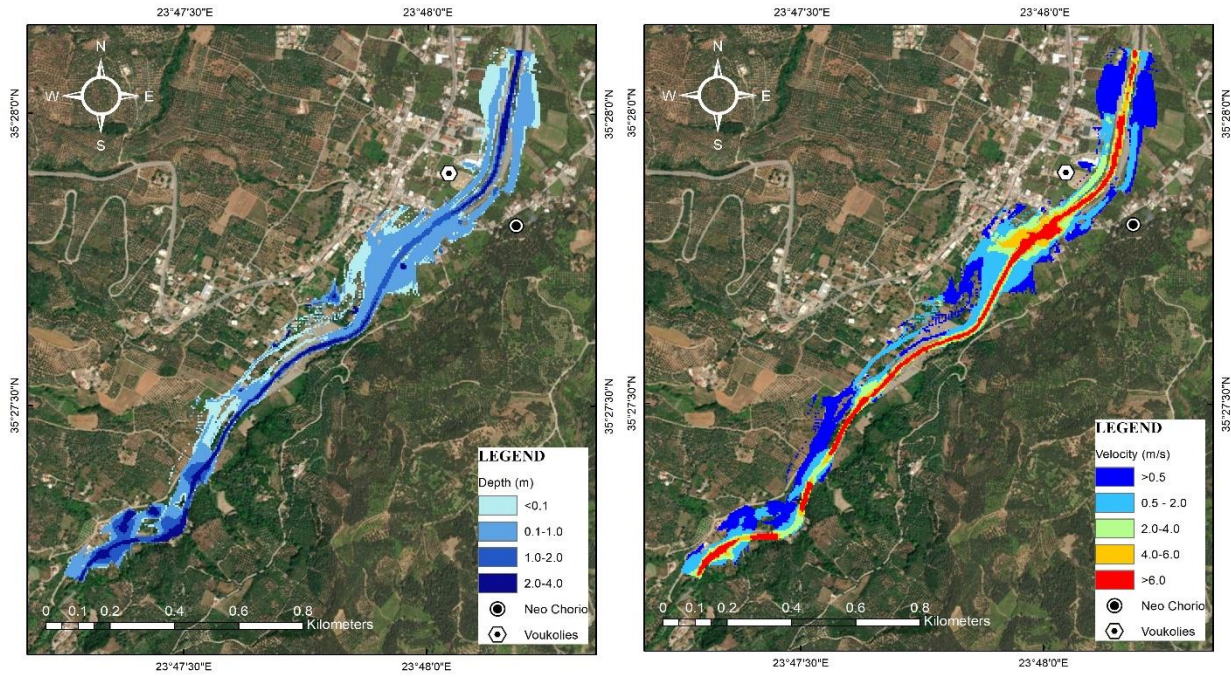 23°47'30"E 23°48'0"E
N
W E
S
35°28'0"N
35°27'30"N
LEGEND
Depth (m)
<0.1
0.1-1.0
1.0-2.0
2.0-4.0
Neo Chorio
Voukolies
0 0.1 0.2 0.4 0.6 0.8
Kilometers
23°47'30"E 23°48'0"E
23°47'30"E 23°48'0"E
N
W E
S
35°28'0"N 35°28'0"N
35°27'30"N 35°27'30"N
LEGEND
Velocity (m/s)
>0.5
0.5 - 2.0
2.0-4.0
4.0-6.0
>6.0
Neo Chorio
Voukolies
0 0.1 0.2 0.4 0.6 0.8
Kilometers
23°47'30"E 23°48'0"E